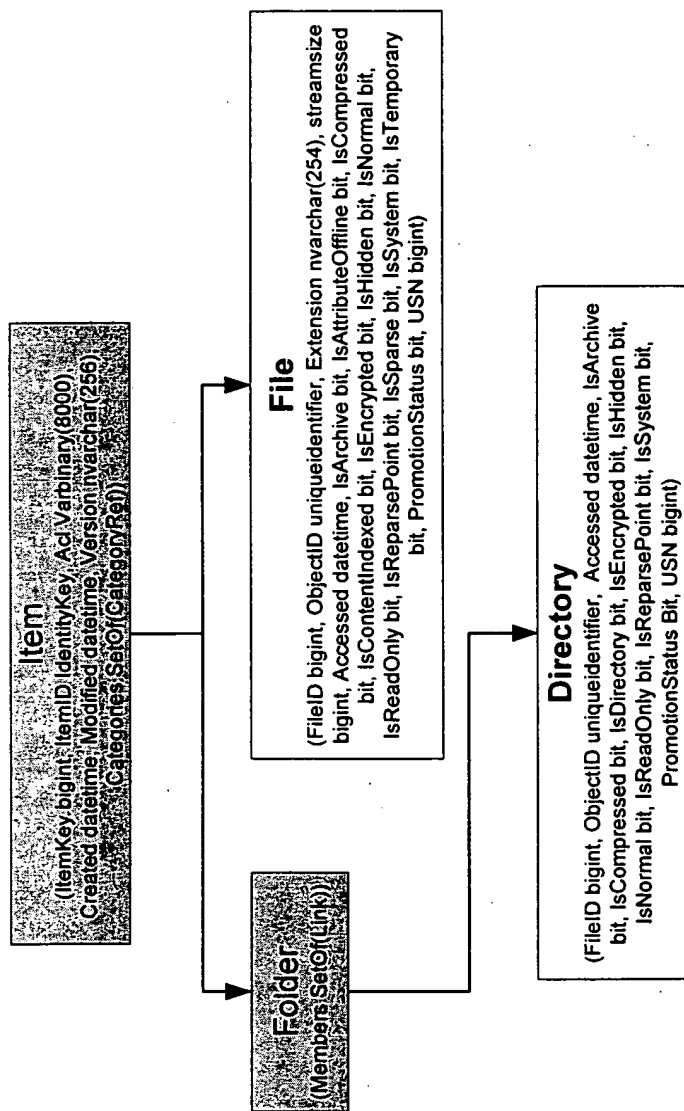 Item
(ItemKey bigint, ItemID IdentityKey, Acl Varbinary(8000),
Created datetime, Modified datetime, Version nvarchar(256)
Categories SetOf(CategoryRef))
Folder
(Members SetOf(Link))
File
(FileID bigint, ObjectID uniqueidentifier, Extension nvarchar(254), streamsize
bigint, Accessed datetime, IsArchive bit, IsAttributeOffline bit, IsCompressed
bit, IsContentIndexed bit, IsEncrypted bit, IsHidden bit, IsNormal bit,
IsReadOnly bit, IsReparsePoint bit, IsSparse bit, IsSystem bit, IsTemporary
bit, PromotionStatus bit, USN bigint)
Directory
(FileID bigint, ObjectID uniqueidentifier, Accessed datetime, IsArchive
bit, IsCompressed bit, IsDirectory bit, IsEncrypted bit, IsHidden bit,
IsNormal bit, IsReadOnly bit, IsReparsePoint bit, IsSystem bit,
PromotionStatus Bit, USN bigint)